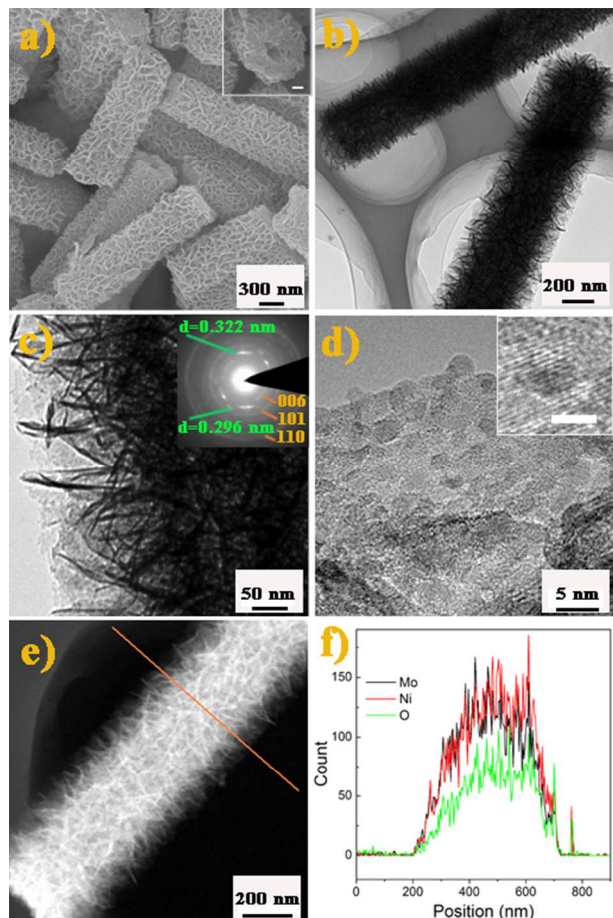 a)
300 nm
b)
200 nm
c)
d=0.322 nm
006
101
d=0.296 nm
110
50 nm
d)
5 nm
e)
200 nm
f)
Mo
Ni
O
Count
150
100
50
0
0 200 400 600 800
Position (nm)